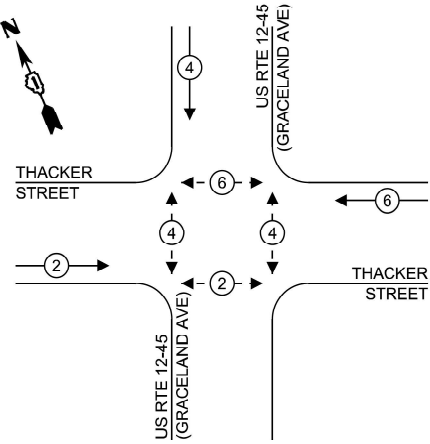 N
4
US RTE 12-45
(GRACELAND AVE)
THACKER
STREET
6
6
4
4
2
2
THACKER
STREET
US RTE 12-45
(GRACELAND AVE)